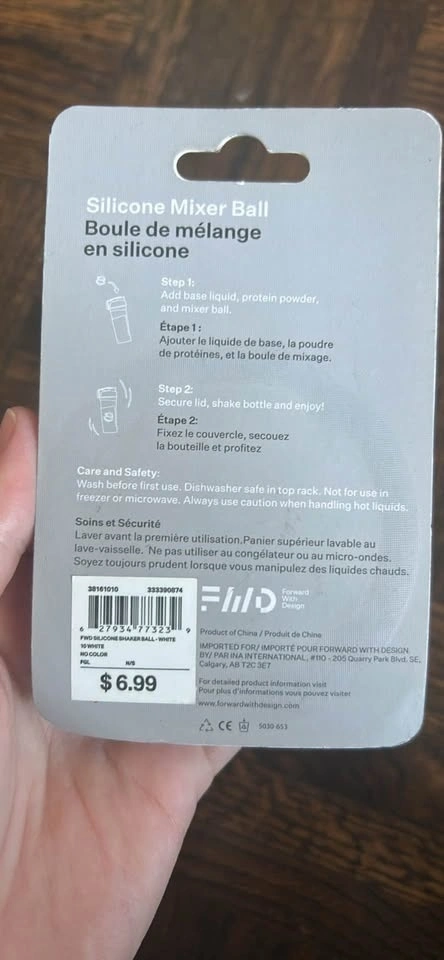 Silicone Mixer Ball
Boule de mélange
en silicone
Step 1:
Add base liquid, protein powder,
and mixer ball.
Étape 1 :
Ajouter le liquide de base, la poudre
de protéines, et la boule de mixage.
Step 2:
Secure lid, shake bottle and enjoy!
Étape 2:
Fixez le couvercle, secouez
la bouteille et profitez
Care and Safety:
Wash before first use. Dishwasher safe in top rack. Not for use in
freezer or microwave. Always use caution when handling hot liquids.
Soins et Sécurité
Laver avant la première utilisation.Panier supérieur lavable au
lave-vaisselle. Ne pas utiliser au congélateur ou au micro-ondes.
Soyez toujours prudent lorsque vous manipulez des liquides chauds.
38161010 333390874
6 27934 77323 9
FWD SILICONE SHAKER BALL - WHITE
10 WHITE
NO COLOR
PGL N/S
$6.99
FWD
Forward
With
Design
Product of China / Produit de Chine
IMPORTED FOR/ IMPORTÉ POUR FORWARD WITH DESIGN
BY/ PAR INA INTERNATIONAL, #110 - 205 Quarry Park Blvd. SE,
Calgary, AB T2C 3E7
For detailed product information visit
Pour plus d'informations vous pouvez visiter
www.forwardwithdesign.com
CE 5030-653